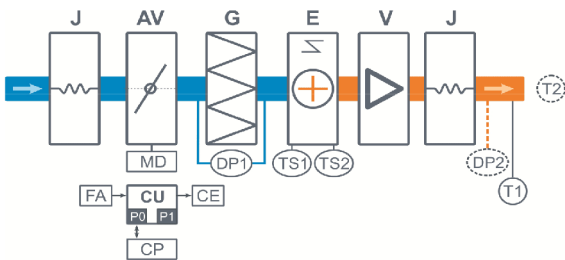 J AV G E V J
T2
MD DP1 TS1 TS2 DP2
T1
FA CU CE
P0 P1
CP